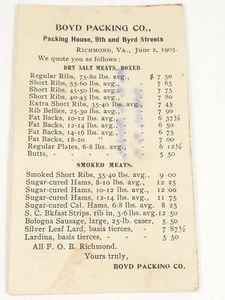 BOYD PACKING CO.,
Packing House, 9th and Byrd Streets
RICHMOND, VA., June 2, 1903.
We quote you as follows:
DRY SALT MEATS, BOXED.
Regular Ribs, 75-80 lbs. avg., $ 7 50
Short Ribs, 55-60 lbs. avg., 7 65
Short Ribs, 45-50 lbs. avg., 7 75
Short Ribs, 40-45 lbs. avg., 7 80
Extra Short Ribs, 35-40 lbs. avg., 7 45
Rib Bellies, 25-30 lbs. avg., 7 90
Fat Backs, 10-12 lbs. avg., 6 37½
Fat Backs, 12-14 lbs. avg., 6 50
Fat Backs, 14-16 lbs. avg., 6 75
Fat Backs, 18-20 " 7 00
Regular Plates, 6-8 lbs. avg., 6 12½
Butts, 5 50
SMOKED MEATS.
Smoked Short Ribs, 35-40 lb. avg., 9 00
Sugar-cured Hams, 8-10 lbs. avg., 12 25
Sugar-cured Hams, 10-12 lbs. avg., 12 00
Sugar-cured Hams, 12-14 lbs. avg., 11 75
Sugar-cured Cal. Hams, 6-8 lbs. avg., 8 25
S. C. Bkfast Strips, rib in, 3-6 lbs. avg. 12 50
Bologna Sausage, large, 25-lb. cases, 5 50
Silver Leaf Lard, basis tierces, 7 87½
Lardina, basis tierces, 5 50
All F. O. B. Richmond.
Yours truly,
BOYD PACKING CO.